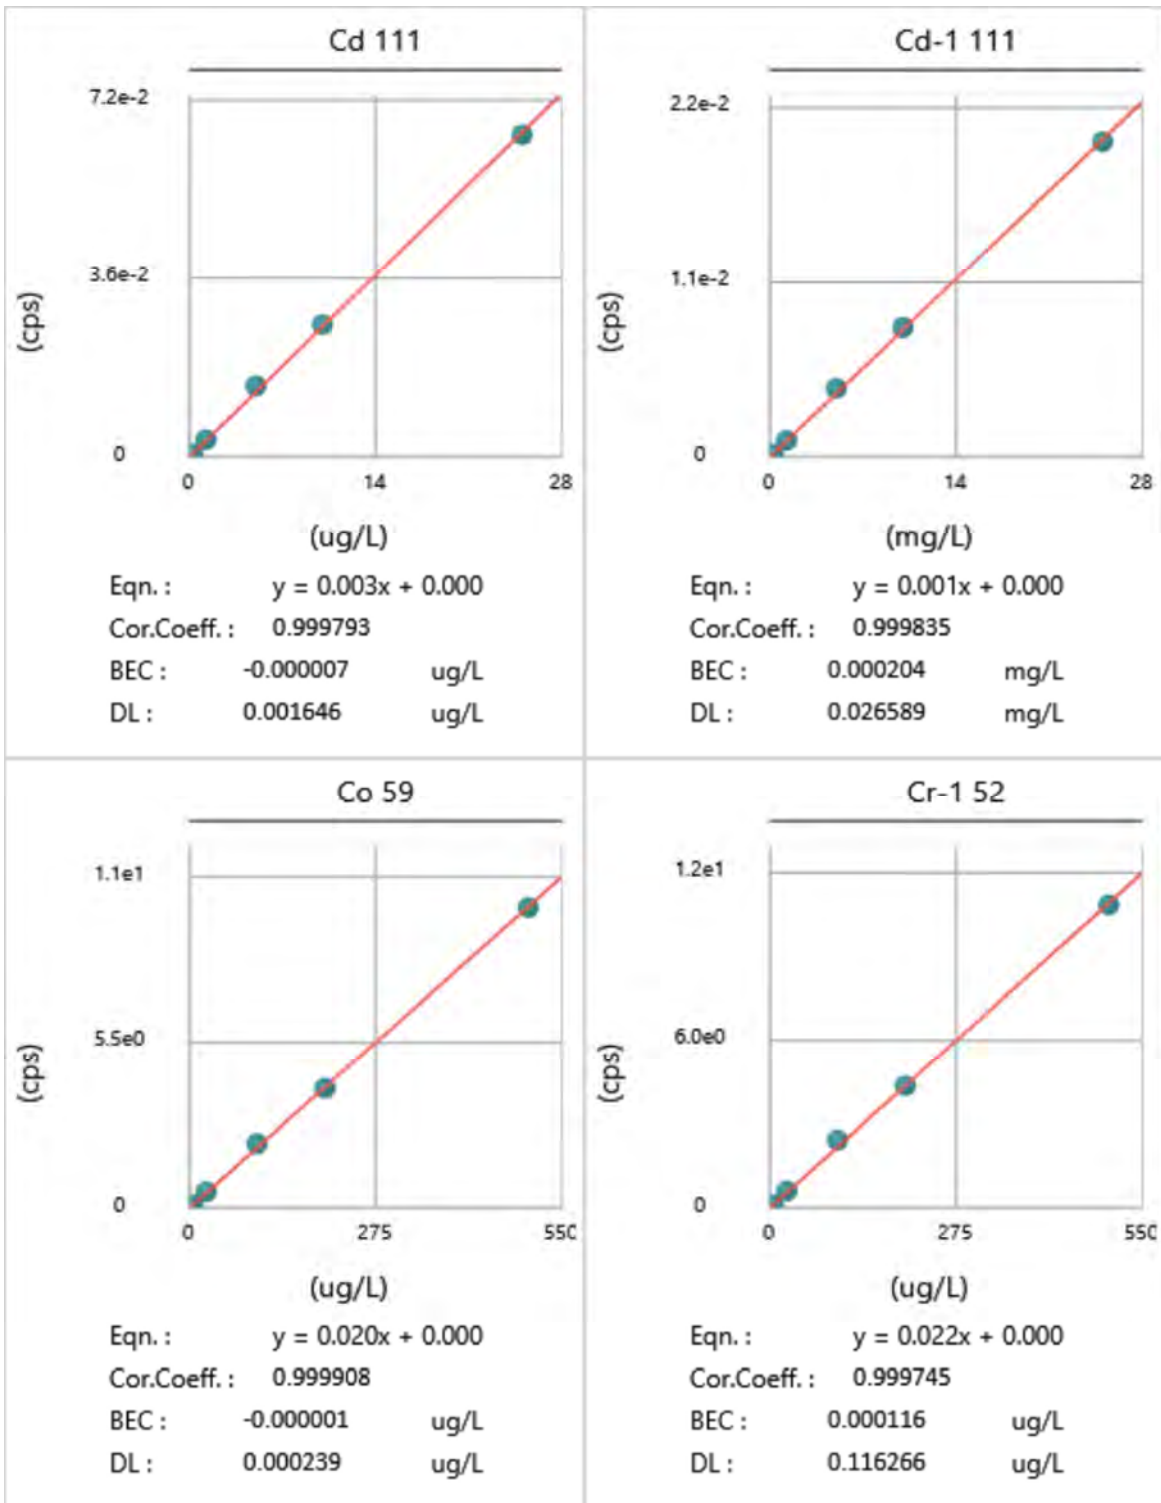 Cd 111
7.2e-2
3.6e-2
0
(cps)
0 14 28
(ug/L)
Eqn. : y = 0.003x + 0.000
Cor.Coeff. : 0.999793
BEC : -0.000007 ug/L
DL : 0.001646 ug/L
Cd-1 111
2.2e-2
1.1e-2
0
(cps)
0 14 28
(mg/L)
Eqn. : y = 0.001x + 0.000
Cor.Coeff. : 0.999835
BEC : 0.000204 mg/L
DL : 0.026589 mg/L
Co 59
1.1e1
5.5e0
0
(cps)
0 275 550
(ug/L)
Eqn. : y = 0.020x + 0.000
Cor.Coeff. : 0.999908
BEC : -0.000001 ug/L
DL : 0.000239 ug/L
Cr-1 52
1.2e1
6.0e0
0
(cps)
0 275 550
(ug/L)
Eqn. : y = 0.022x + 0.000
Cor.Coeff. : 0.999745
BEC : 0.000116 ug/L
DL : 0.116266 ug/L